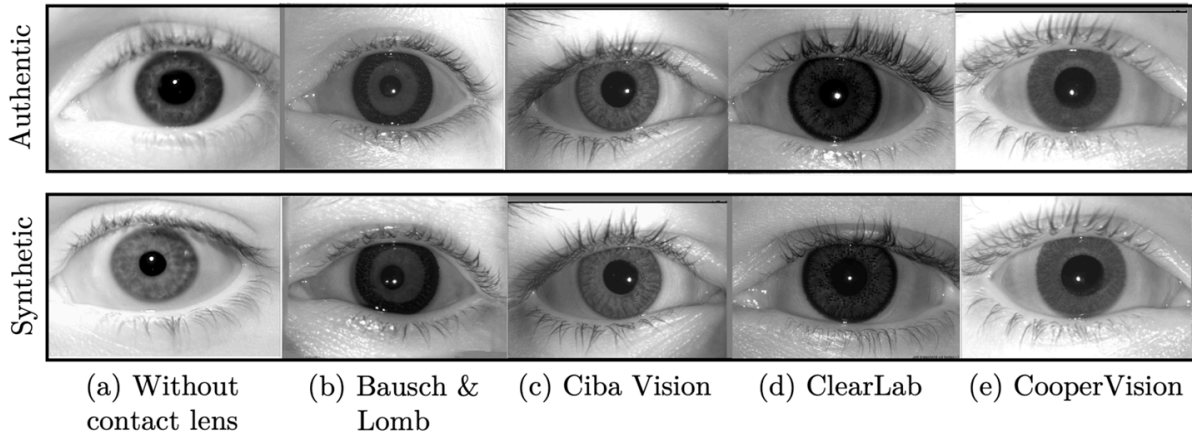 Authentic
Synthetic
(a) Without
contact lens
(b) Bausch &
Lomb
(c) Ciba Vision
(d) ClearLab
(e) CooperVision